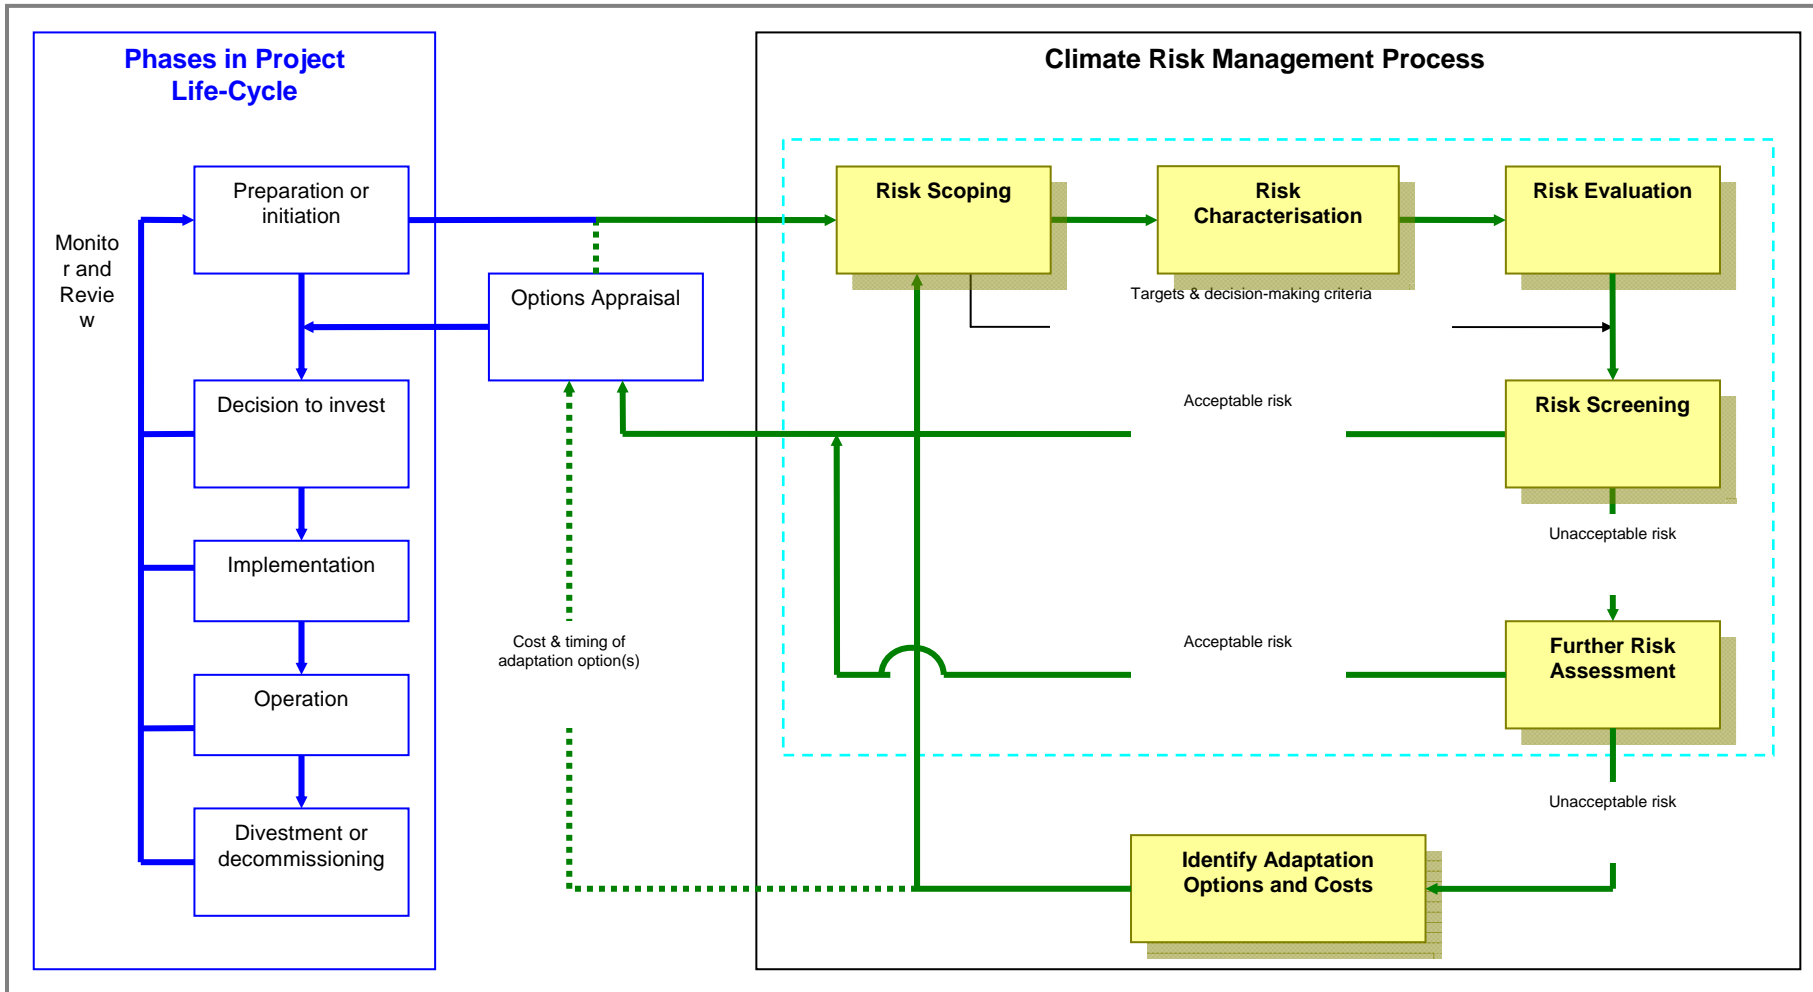 Phases in Project
Life-Cycle
Preparation or
initiation
Monito
r and
Revie
w
Decision to invest
Implementation
Operation
Divestment or
decommissioning
Options Appraisal
Cost & timing of
adaptation option(s)
Climate Risk Management Process
Risk Scoping
Risk
Characterisation
Risk Evaluation
Targets & decision-making criteria
Acceptable risk
Risk Screening
Unacceptable risk
Acceptable risk
Further Risk
Assessment
Unacceptable risk
Identify Adaptation
Options and Costs